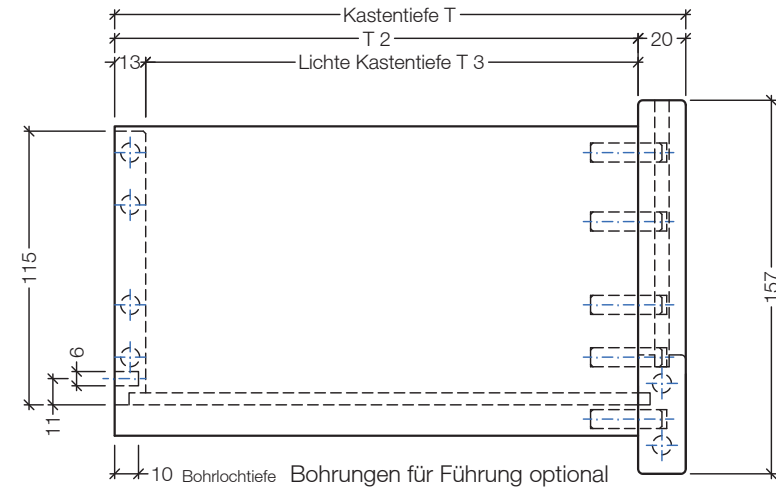 Kastentiefe T
T 2
20
13
Lichte Kastentiefe T 3
115
157
6
11
10 Bohrlochtiefe Bohrungen für Führung optional